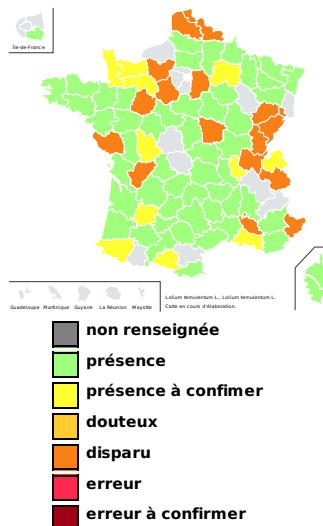 Île-de-France
Guadeloupe Martinique Guyane La Réunion Mayotte
Lolium temulentum L., Lolium temulentum L.
Carte en cours d'élaboration.
non renseignée
présence
présence à confimer
douteux
disparu
erreur
erreur à confirmer